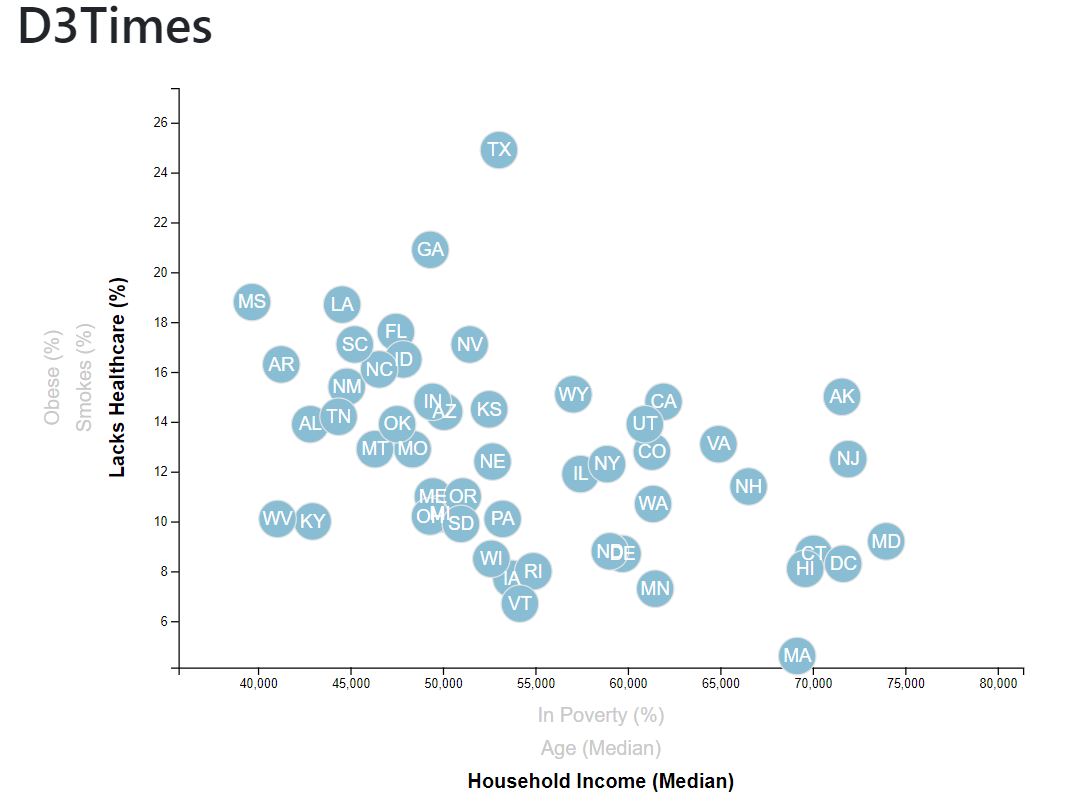 D3Times
26
24
22
20
18
16
14
12
10
8
6
Obese (%)
Smokes (%)
Lacks Healthcare (%)
TX
GA
MS
LA
FL
SC
NV
ID
NC
AR
NM
WY
AK
IN
CA
AZ
KS
TN
AL
OK
UT
VA
MT
MO
CO
NE
NJ
NY
IL
NH
ME
OR
WA
MI
OH
SD
PA
WV
KY
MD
WI
ND
DE
CT
DC
HI
IA
RI
MN
VT
MA
40,000 45,000 50,000 55,000 60,000 65,000 70,000 75,000 80,000
In Poverty (%)
Age (Median)
Household Income (Median)